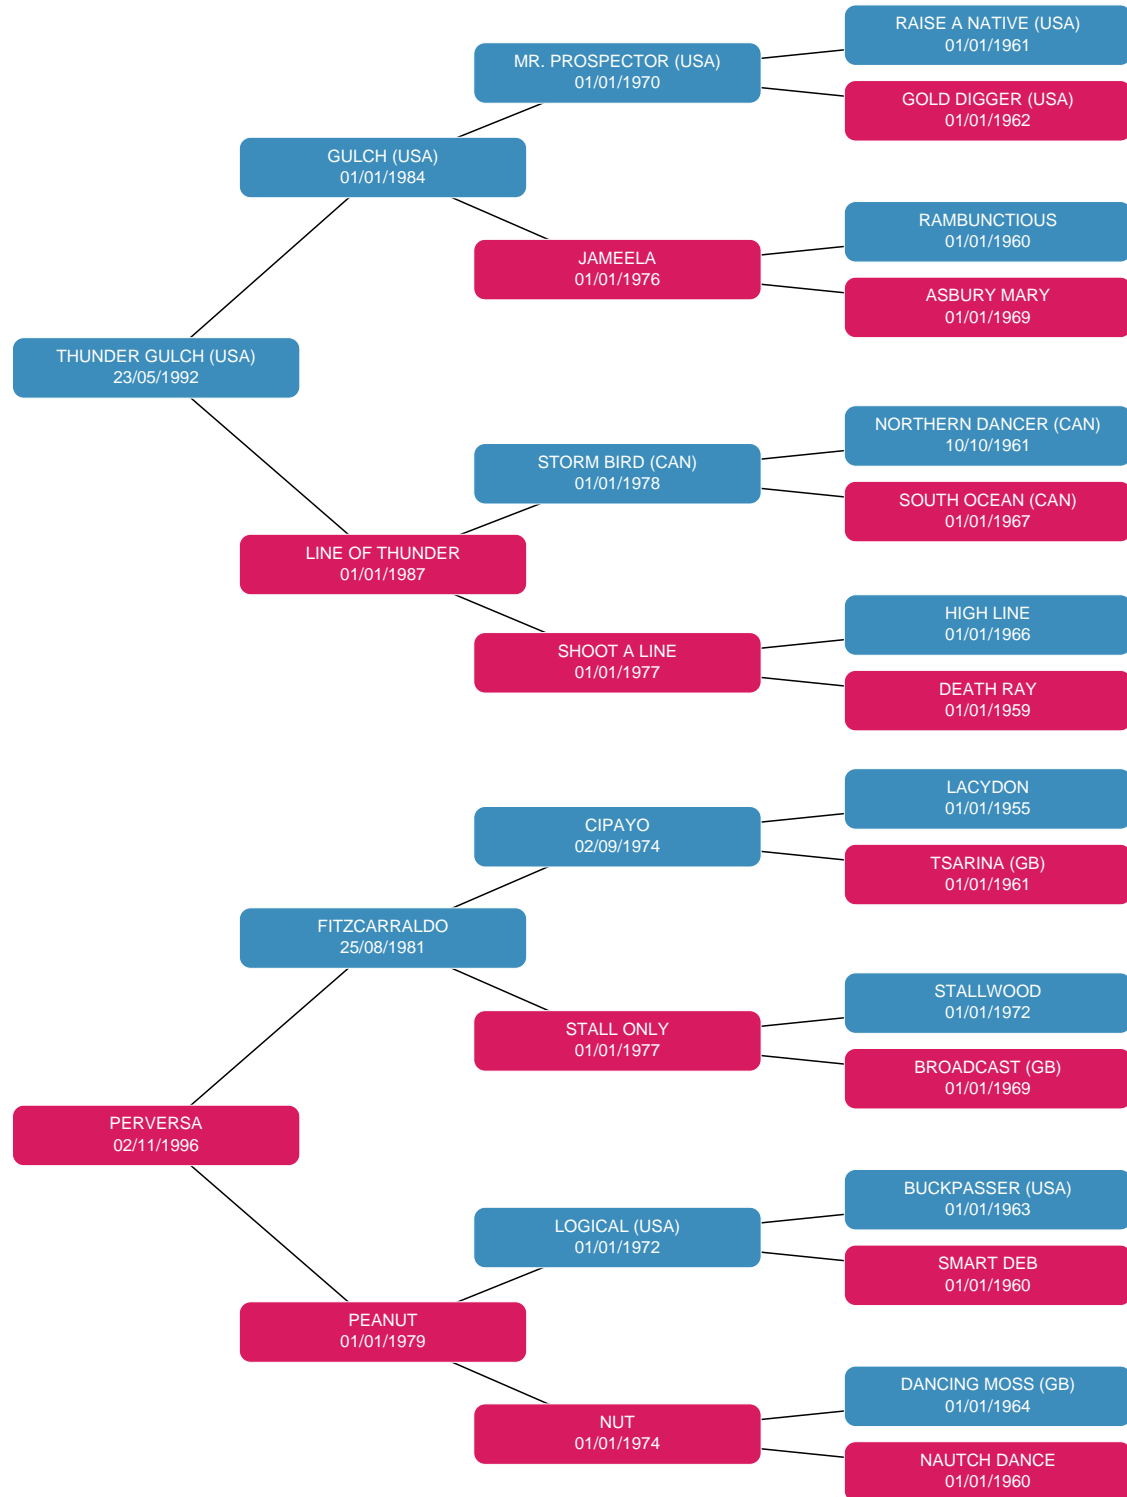 RAISE A NATIVE (USA)
01/01/1961
MR. PROSPECTOR (USA)
01/01/1970
GOLD DIGGER (USA)
01/01/1962
GULCH (USA)
01/01/1984
RAMBUNCTIOUS
01/01/1960
JAMEELA
01/01/1976
ASBURY MARY
01/01/1969
THUNDER GULCH (USA)
23/05/1992
NORTHERN DANCER (CAN)
10/10/1961
STORM BIRD (CAN)
01/01/1978
SOUTH OCEAN (CAN)
01/01/1967
LINE OF THUNDER
01/01/1987
HIGH LINE
01/01/1966
SHOOT A LINE
01/01/1977
DEATH RAY
01/01/1959
LACYDON
01/01/1955
CIPAYO
02/09/1974
TSARINA (GB)
01/01/1961
FITZCARRALDO
25/08/1981
STALLWOOD
01/01/1972
STALL ONLY
01/01/1977
BROADCAST (GB)
01/01/1969
PERVERSA
02/11/1996
BUCKPASSER (USA)
01/01/1963
LOGICAL (USA)
01/01/1972
SMART DEB
01/01/1960
PEANUT
01/01/1979
DANCING MOSS (GB)
01/01/1964
NUT
01/01/1974
NAUTCH DANCE
01/01/1960